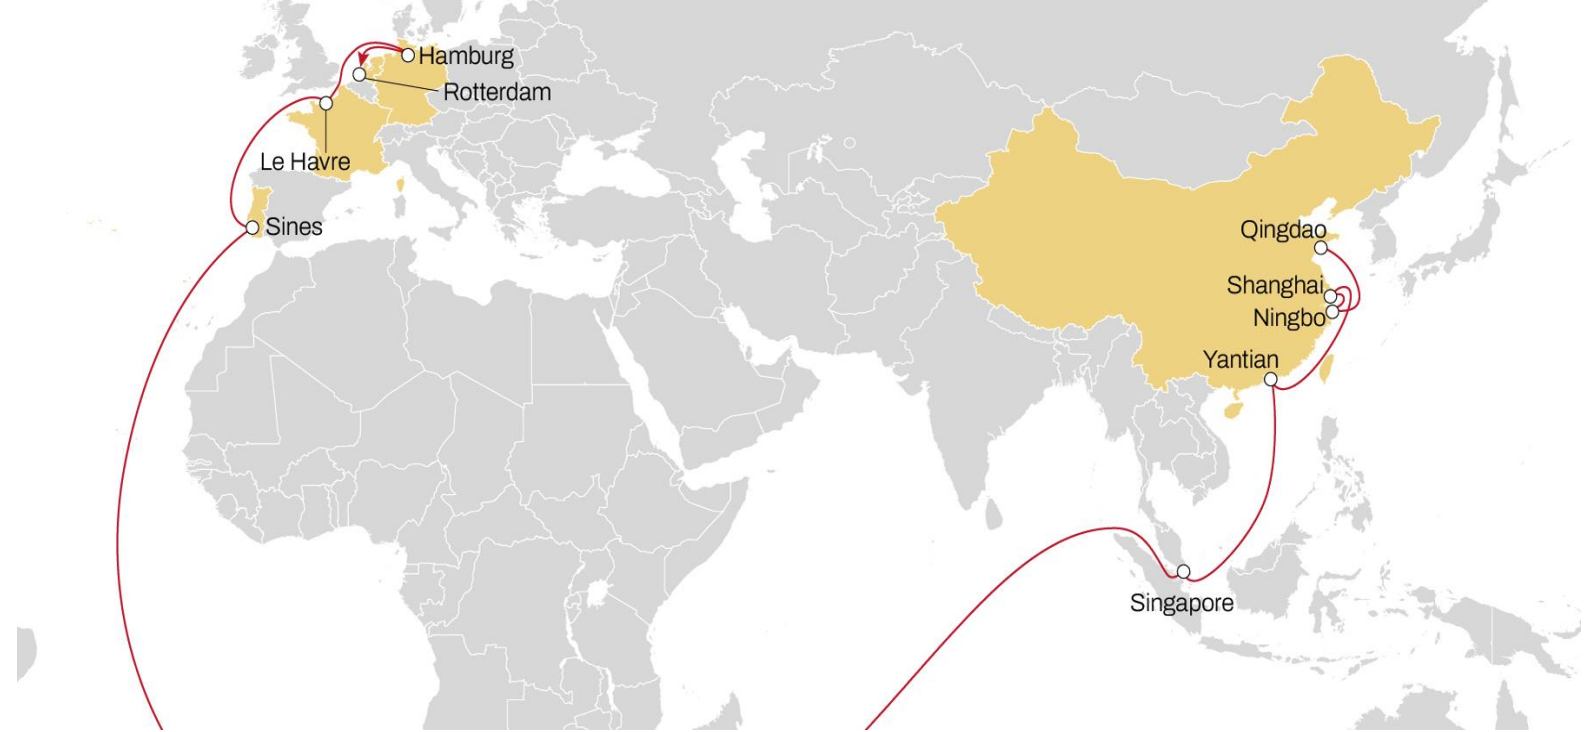 Hamburg
Rotterdam
Le Havre
Sines
Qingdao
Shanghai
Ningbo
Yantian
Singapore